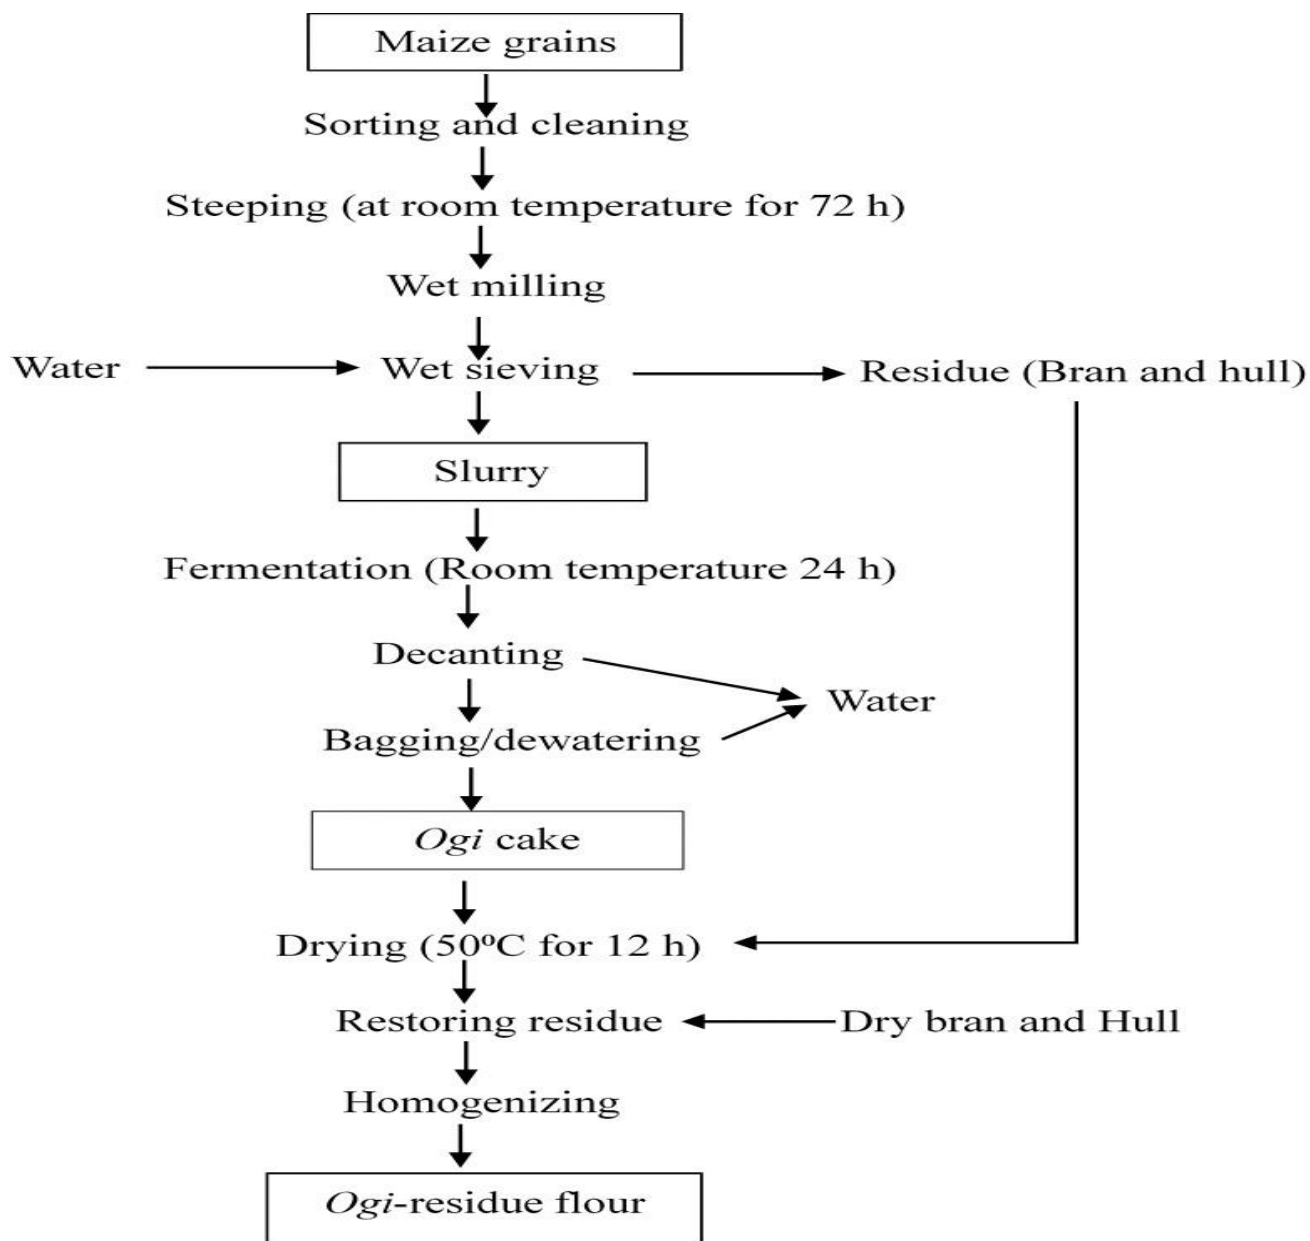 Maize grains
Sorting and cleaning
Steeping (at room temperature for 72 h)
Wet milling
Water
Wet sieving
Residue (Bran and hull)
Slurry
Fermentation (Room temperature 24 h)
Decanting
Water
Bagging/dewatering
Ogi cake
Drying (50⁰C for 12 h)
Restoring residue
Dry bran and Hull
Homogenizing
Ogi-residue flour